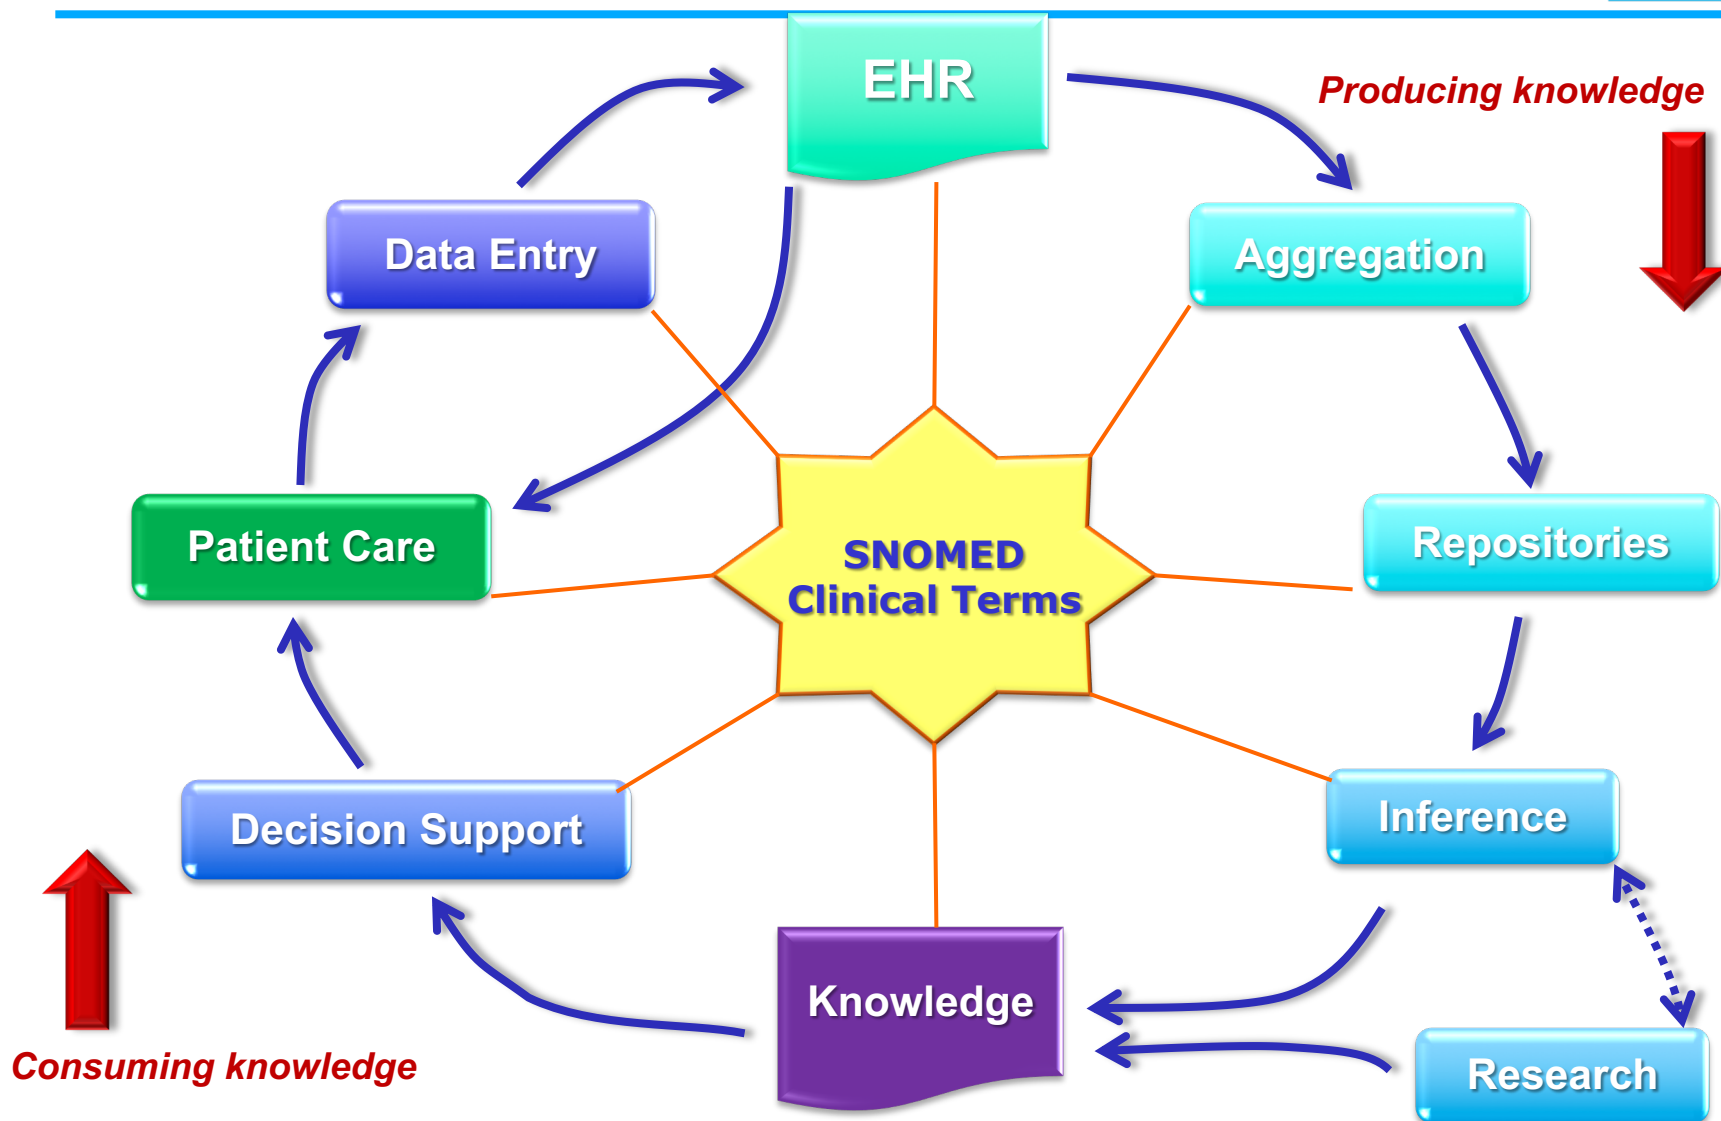 EHR
Producing knowledge
Data Entry
Aggregation
Patient Care
SNOMED
Clinical Terms
Repositories
Decision Support
Inference
Knowledge
Consuming knowledge
Research